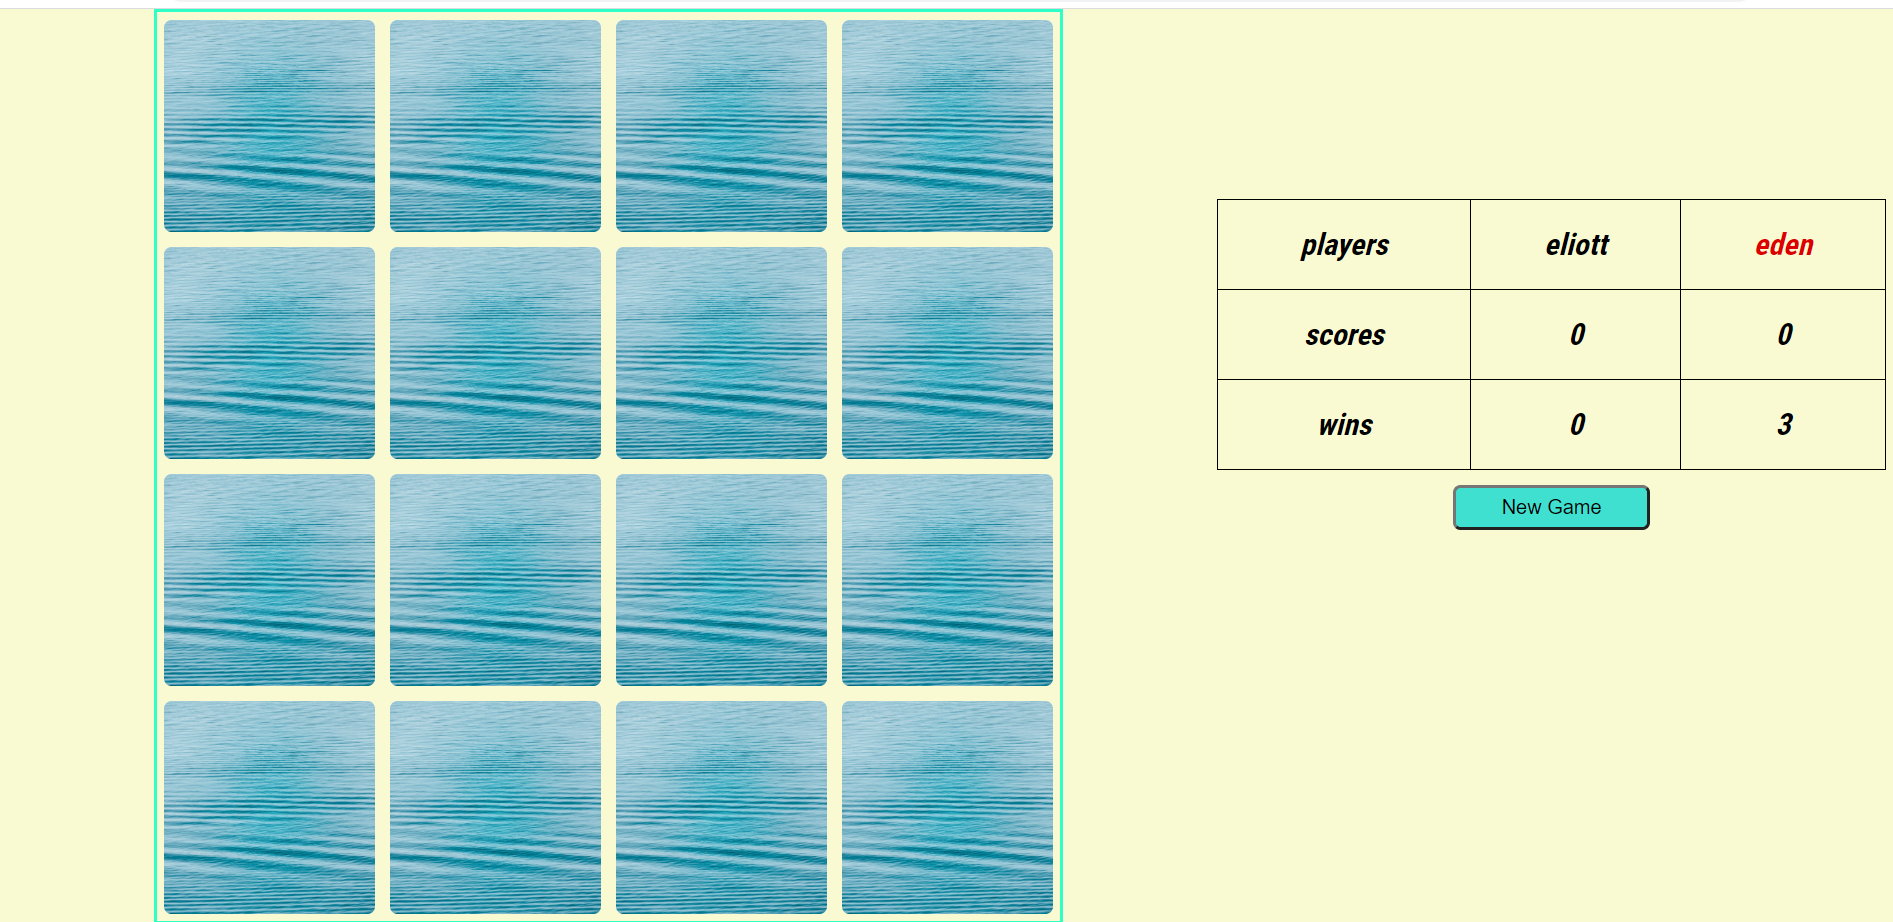 players eliott eden
scores 0 0
wins 0 3
New Game